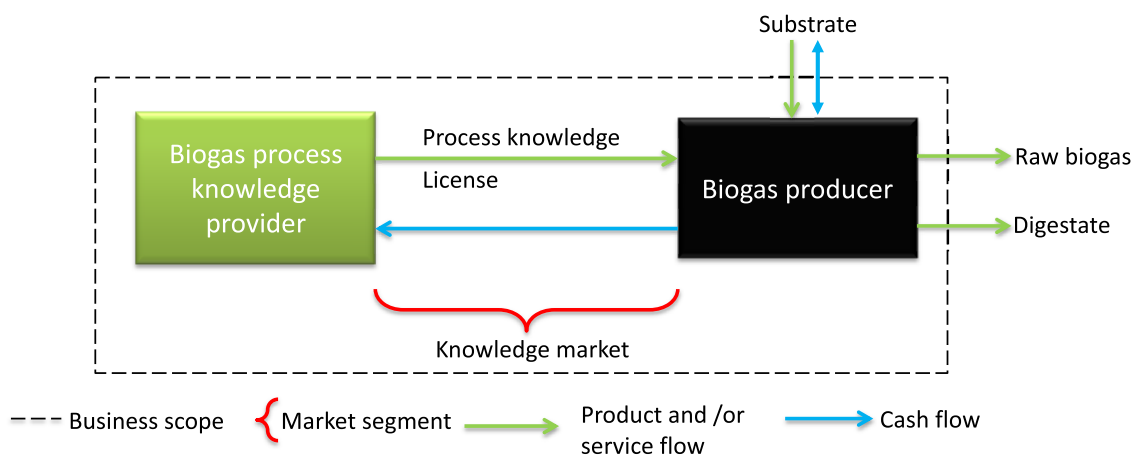 Substrate
Biogas process
knowledge
provider
Process knowledge
License
Biogas producer
Raw biogas
Digestate
Knowledge market
Business scope
Market segment
Product and /or
service flow
Cash flow